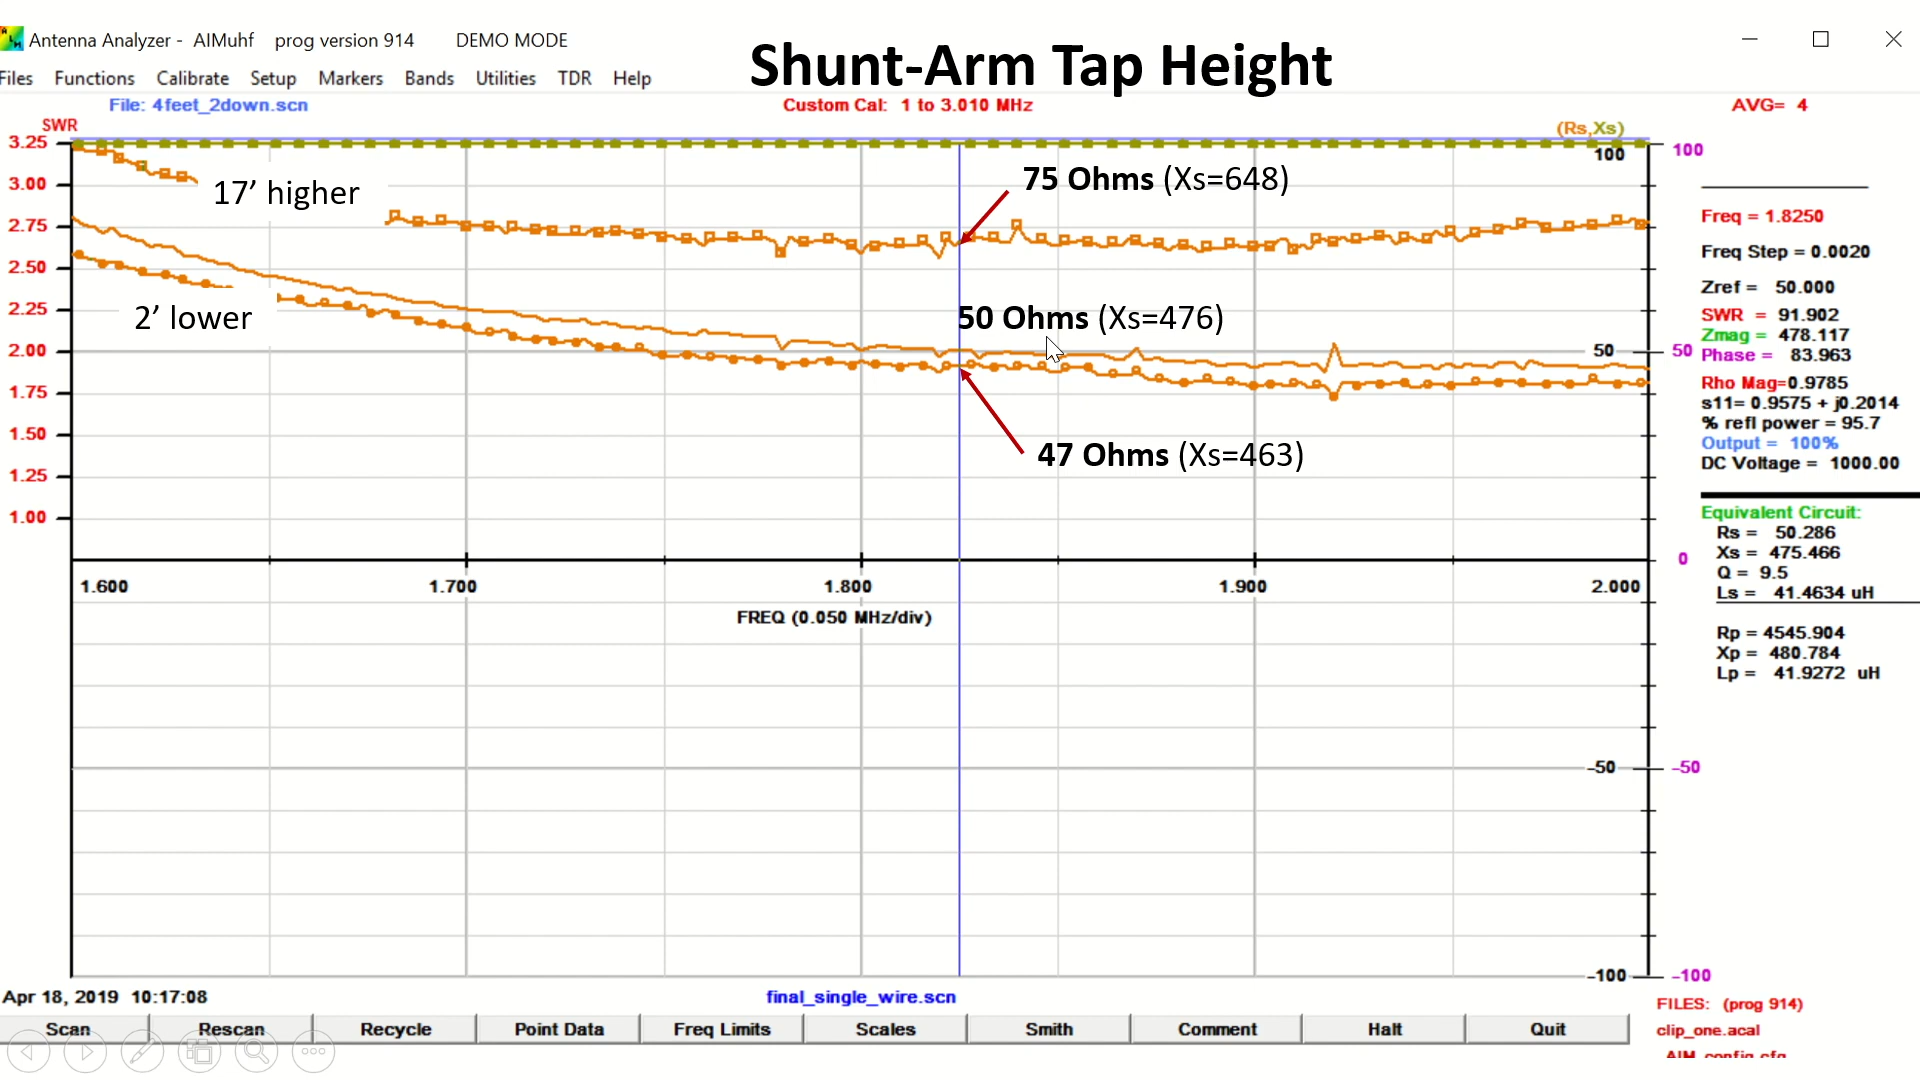 Antenna Analyzer - AIMuhf prog version 914 DEMO MODE
Shunt-Arm Tap Height
Files Functions Calibrate Setup Markers Bands Utilities TDR Help
File: 4feet_2down.scn
Custom Cal: 1 to 3.010 MHz
AVG= 4
SWR
(Rs,Xs)
3.25
3.00
2.75
2.50
2.25
2.00
1.75
1.50
1.25
1.00
17’ higher
2’ lower
75 Ohms (Xs=648)
50 Ohms (Xs=476)
47 Ohms (Xs=463)
100
50
-50
-100
100
50
0
-50
-100
1.600 1.700 1.800 1.900 2.000
FREQ (0.050 MHz/div)
Freq = 1.8250
Freq Step = 0.0020
Zref = 50.000
SWR = 91.902
Zmag = 478.117
Phase = 83.963
Rho Mag=0.9785
s11= 0.9575 + j0.2014
% refl power = 95.7
Output = 100%
DC Voltage = 1000.00
Equivalent Circuit:
Rs = 50.286
Xs = 475.466
Q = 9.5
Ls = 41.4634 uH
Rp = 4545.904
Xp = 480.784
Lp = 41.9272 uH
Apr 18, 2019 10:17:08
final_single_wire.scn
FILES: (prog 914)
clip_one.acal
AIM_config.cfg
Scan Rescan Recycle Point Data Freq Limits Scales Smith Comment Halt Quit